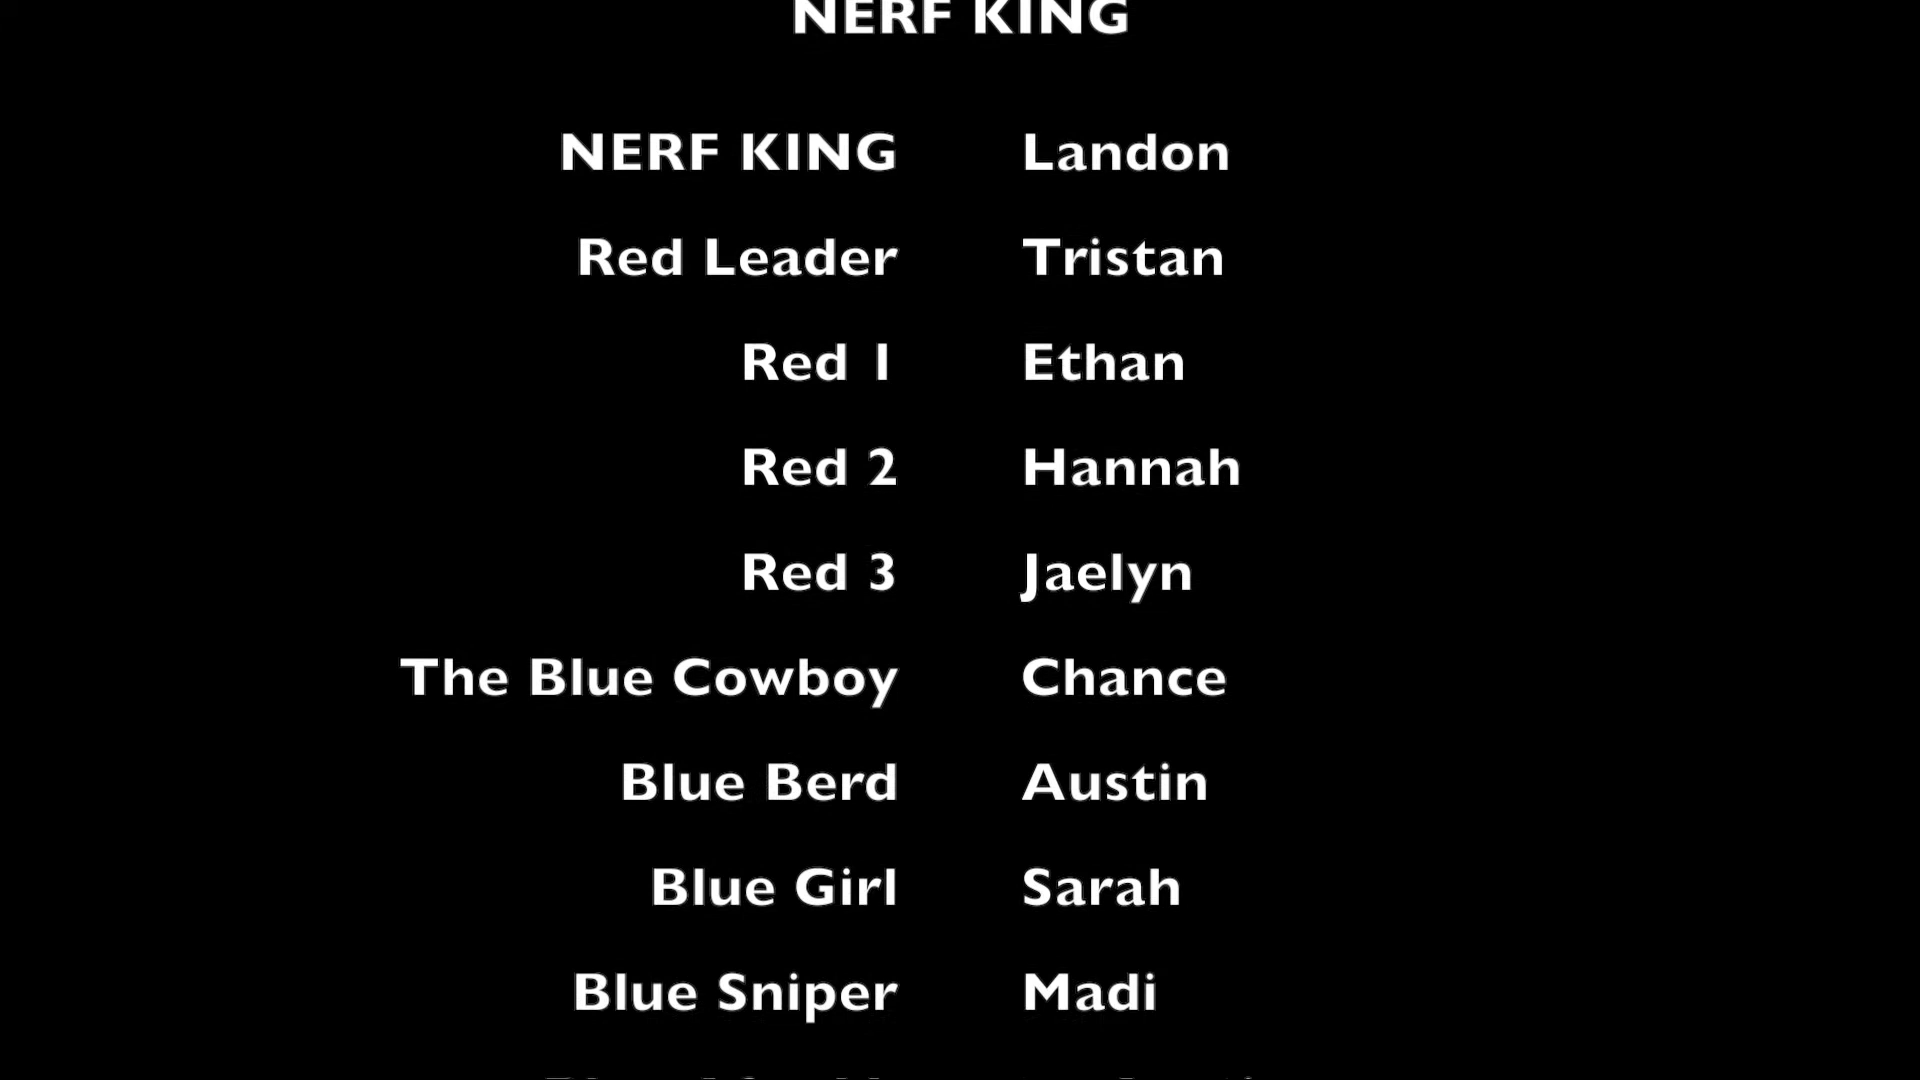 NERF KING
NERF KING Landon
Red Leader Tristan
Red 1 Ethan
Red 2 Hannah
Red 3 Jaelyn
The Blue Cowboy Chance
Blue Berd Austin
Blue Girl Sarah
Blue Sniper Madi